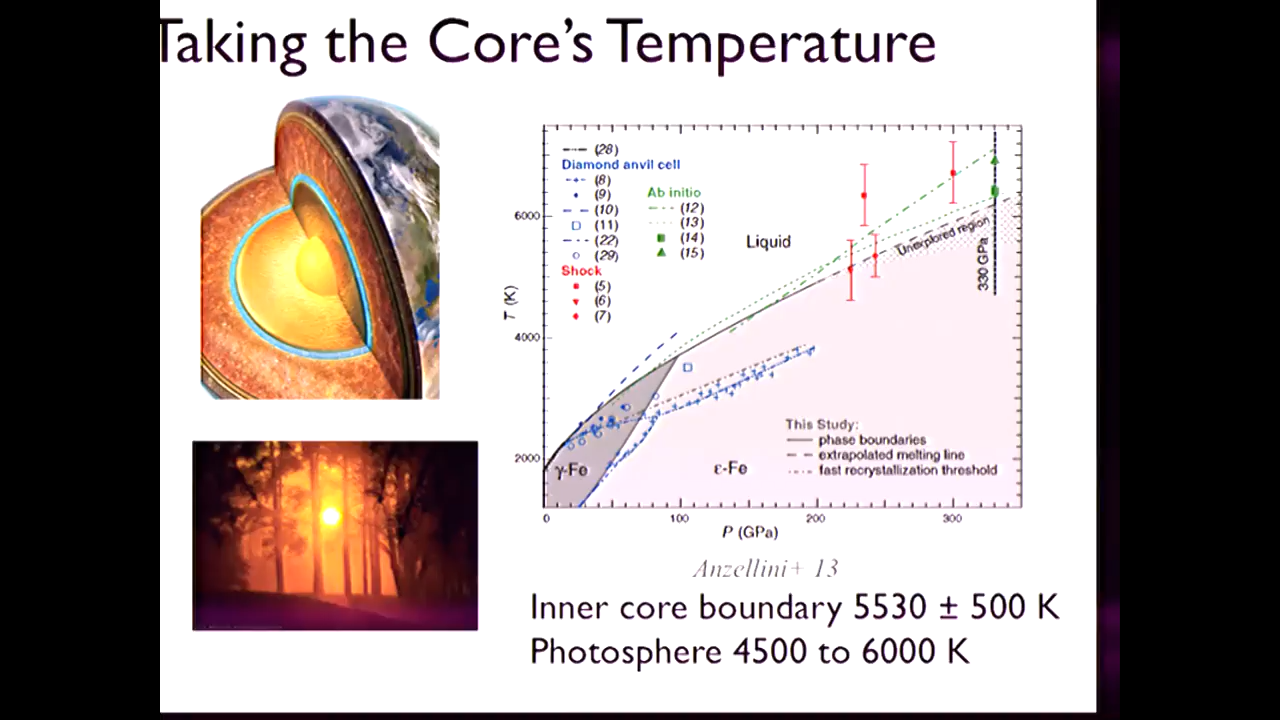 Taking the Core's Temperature
(28)
Diamond anvil cell
(8)
(9)
(10)
(11)
(22)
(29)
Ab initio
(12)
(13)
(14)
(15)
Shock
(5)
(6)
(7)
Liquid
Unexplored region
330 GPa
6000
4000
2000
T (K)
γ-Fe
ε-Fe
This Study:
phase boundaries
extrapolated melting line
fast recrystallization threshold
0
100
200
300
P (GPa)
Anzellini+ 13
Inner core boundary 5530 ± 500 K
Photosphere 4500 to 6000 K